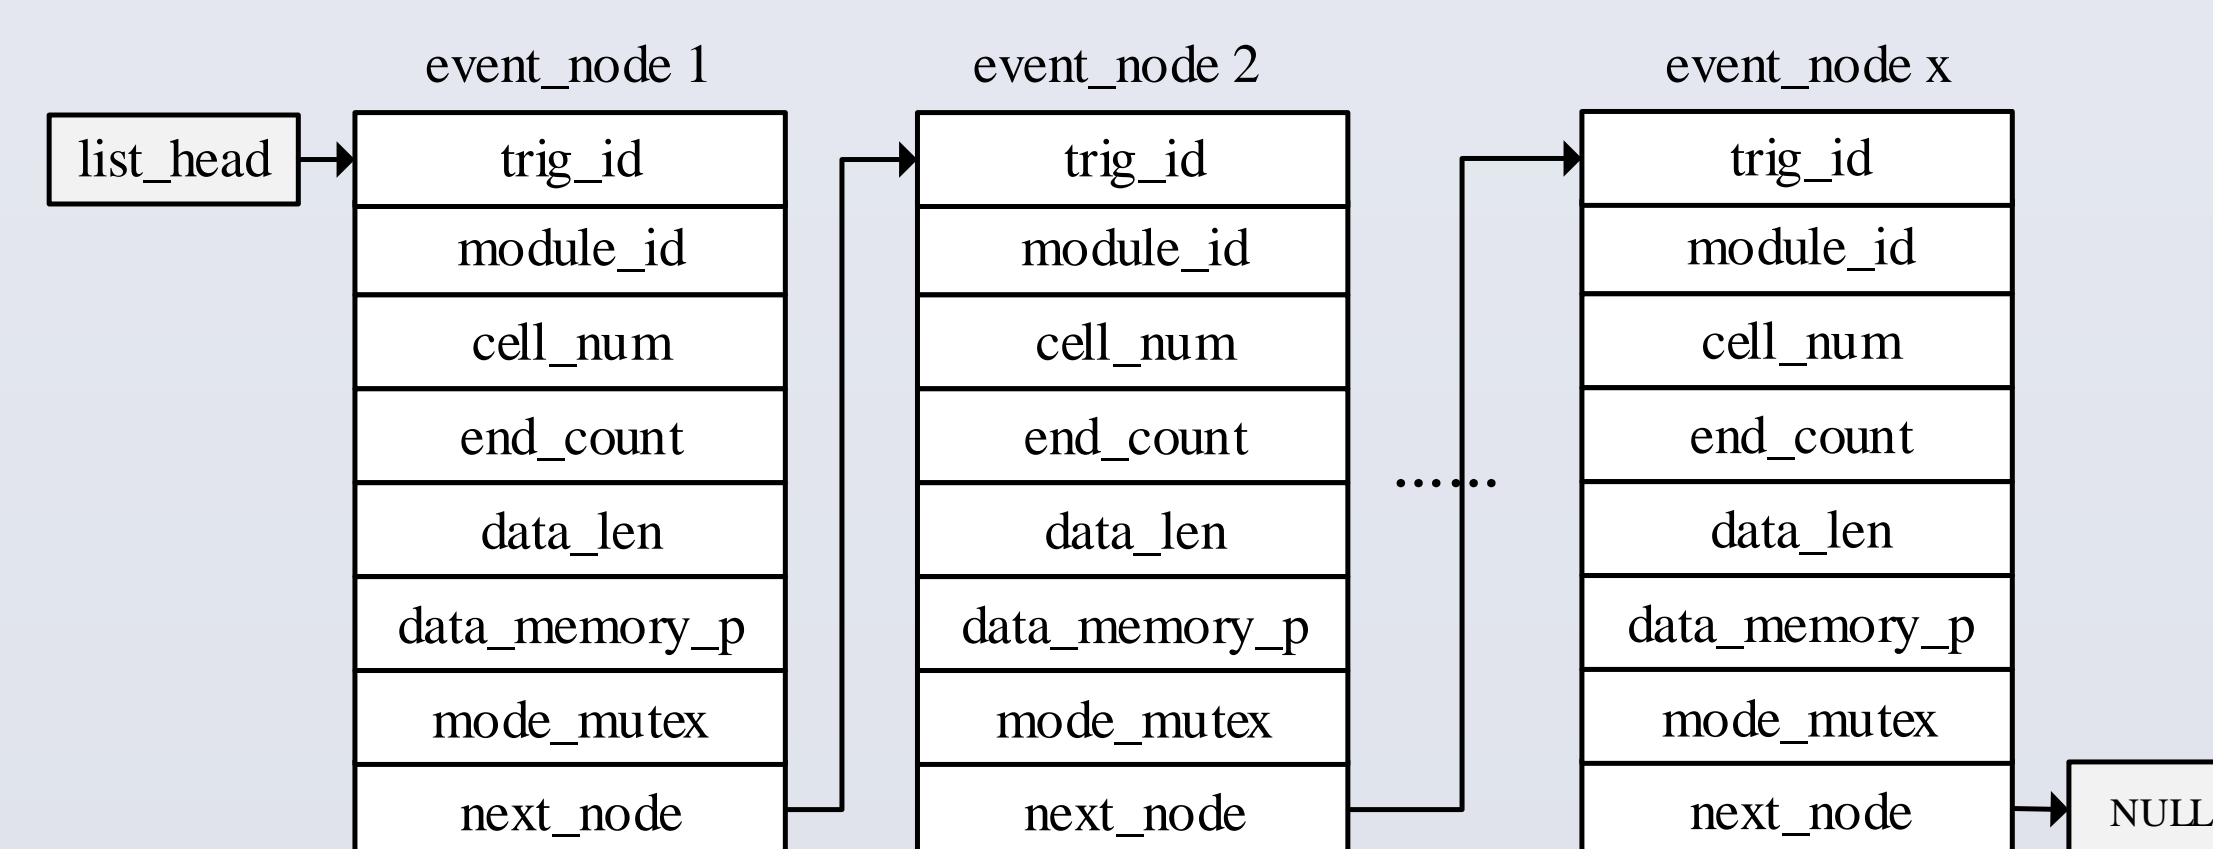 event_node 1
event_node 2
event_node x
list_head
trig_id
trig_id
trig_id
module_id
module_id
module_id
cell_num
cell_num
cell_num
end_count
end_count
end_count
......
data_len
data_len
data_len
data_memory_p
data_memory_p
data_memory_p
mode_mutex
mode_mutex
mode_mutex
next_node
next_node
next_node
NULL